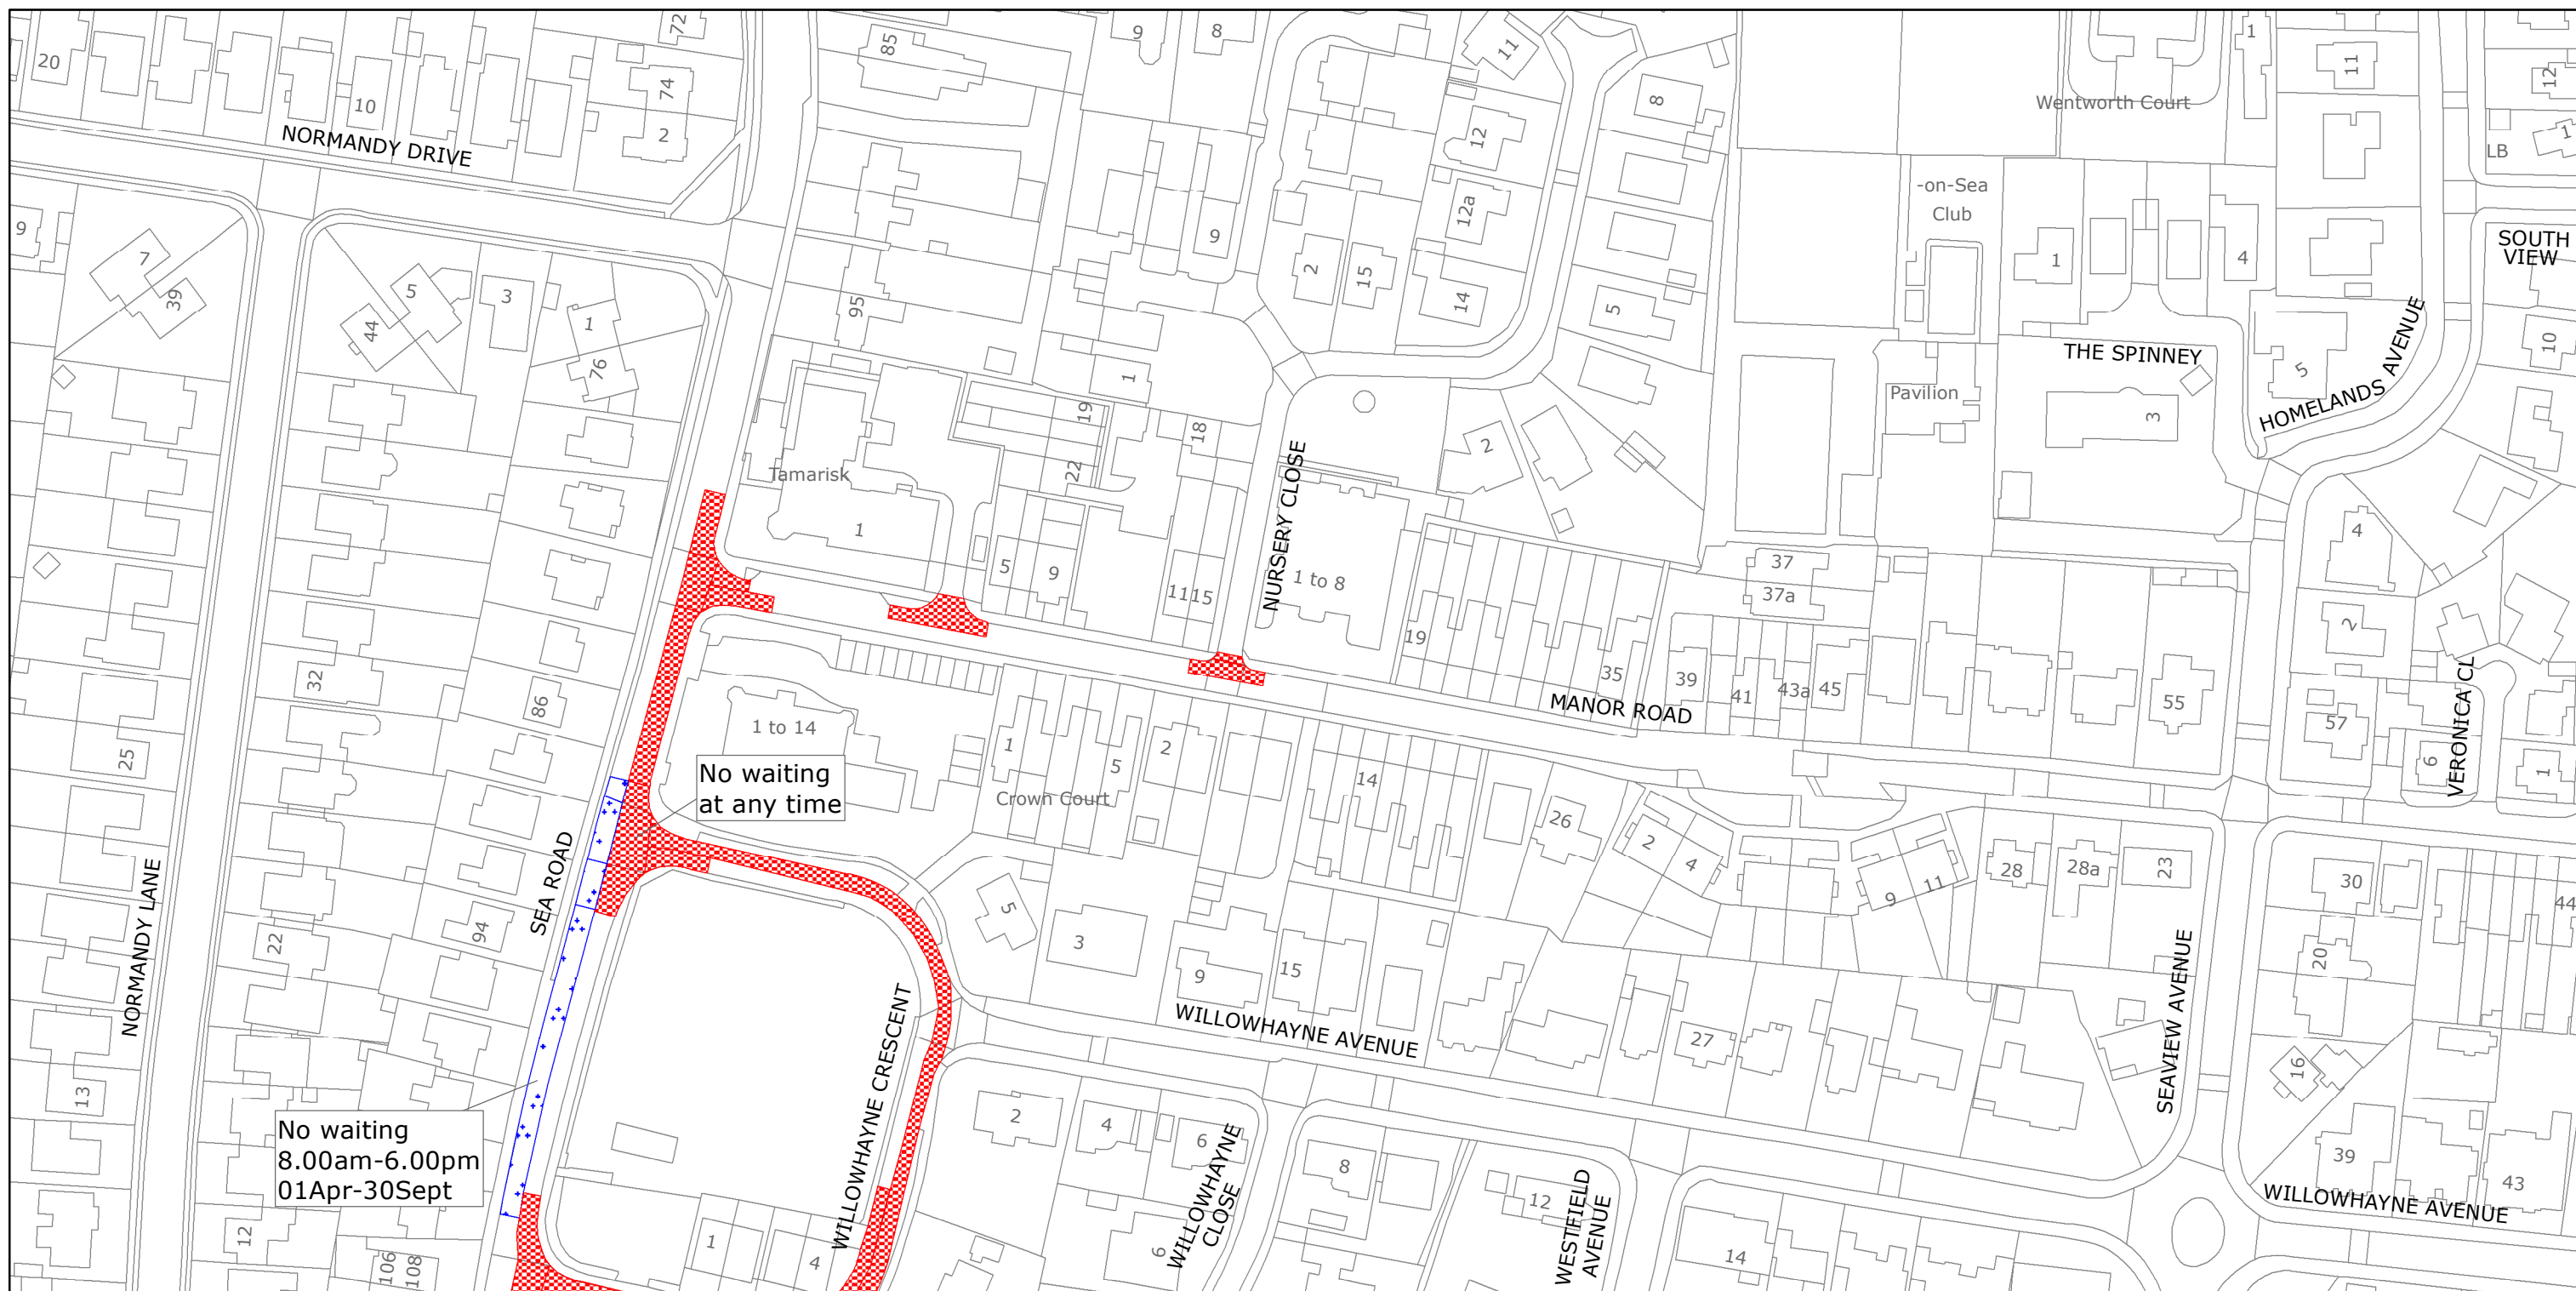 20
10
72
74
2
NORMANDY DRIVE
85
9
8
11
8
12
12a
Wentworth Court
1
11
12
1
LB
-on-Sea
Club
9
7
39
5
44
3
1
76
95
9
2
15
14
5
1
4
SOUTH
VIEW
1
THE SPINNEY
HOMELANDS AVENUE
5
10
Pavilion
3
19
22
18
2
Tamarisk
1
5
9
11
15
NURSERY CLOSE
1 to 8
19
35
37
37a
39
41
43a
45
MANOR ROAD
55
4
2
57
6
VERONICA CL
1
32
25
86
1 to 14
No waiting
at any time
1
5
2
Crown Court
14
26
2
4
9
11
28
28a
23
30
44
SEA ROAD
NORMANDY LANE
22
94
5
3
9
15
WILLOWHAYNE AVENUE
27
20
16
SEAVIEW AVENUE
13
WILLOWHAYNE CRESCENT
No waiting
8.00am-6.00pm
01Apr-30Sept
2
4
6
WILLOWHAYNE
CLOSE
8
12
WESTFIELD
AVENUE
39
43
WILLOWHAYNE AVENUE
12
106
108
1
4
6
14